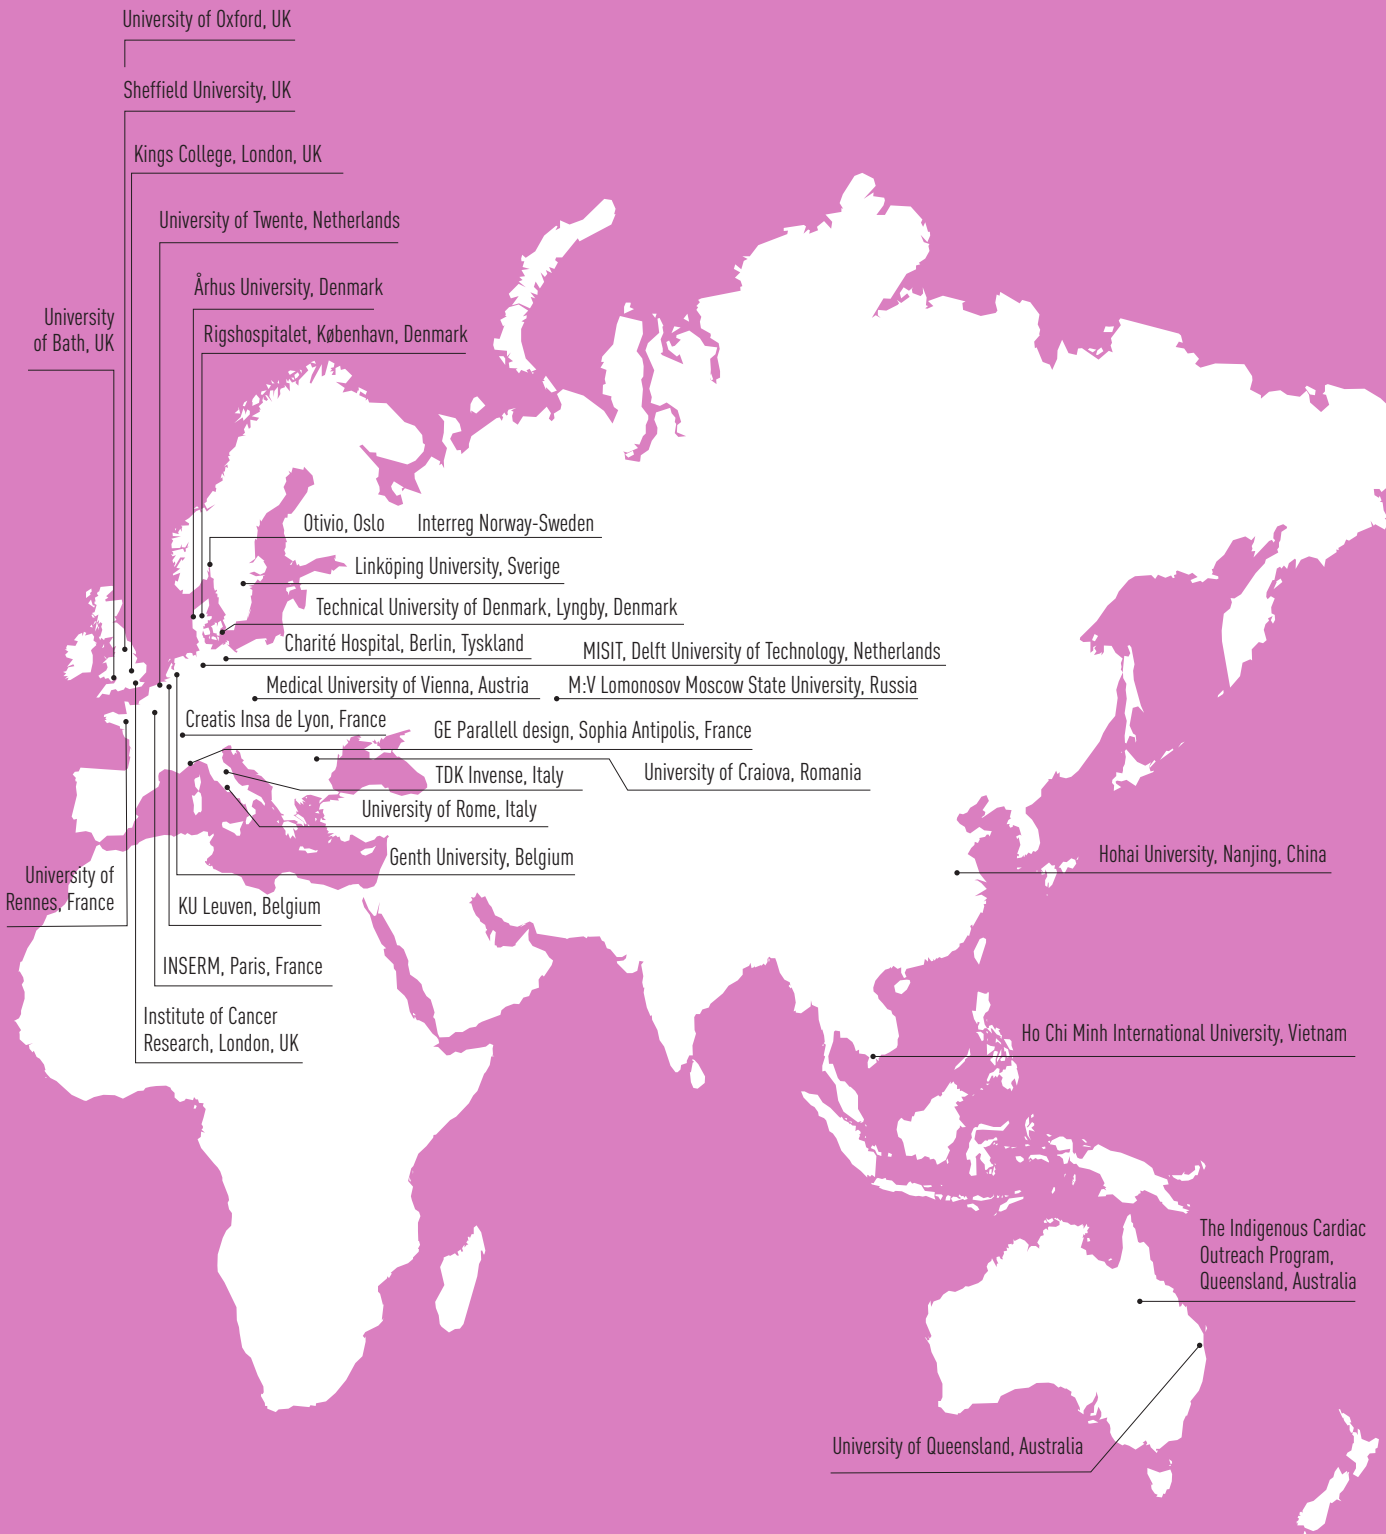 University of Oxford, UK
Sheffield University, UK
Kings College, London, UK
University of Twente, Netherlands
Århus University, Denmark
University
of Bath, UK
Rigshospitalet, København, Denmark
Otivio, Oslo
Interreg Norway-Sweden
Linköping University, Sverige
Technical University of Denmark, Lyngby, Denmark
Charité Hospital, Berlin, Tyskland
MISIT, Delft University of Technology, Netherlands
Medical University of Vienna, Austria
M:V Lomonosov Moscow State University, Russia
Creatis Insa de Lyon, France
GE Parallell design, Sophia Antipolis, France
TDK Invense, Italy
University of Craiova, Romania
University of Rome, Italy
Genth University, Belgium
Hohai University, Nanjing, China
University of
Rennes, France
KU Leuven, Belgium
INSERM, Paris, France
Institute of Cancer
Research, London, UK
Ho Chi Minh International University, Vietnam
The Indigenous Cardiac
Outreach Program,
Queensland, Australia
University of Queensland, Australia